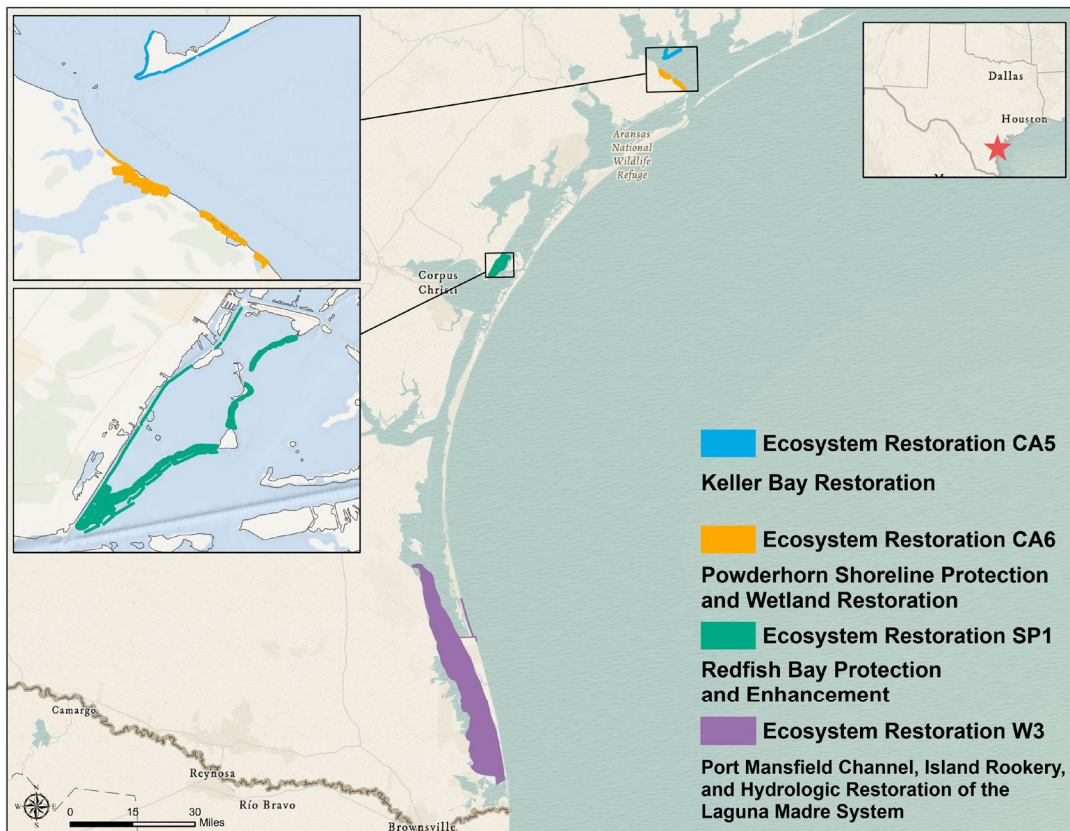 Dallas
Houston
Aransas
National
Wildlife
Refuge
Corpus
Christi
Ecosystem Restoration CA5
Keller Bay Restoration
Ecosystem Restoration CA6
Powderhorn Shoreline Protection
and Wetland Restoration
Ecosystem Restoration SP1
Redfish Bay Protection
and Enhancement
Ecosystem Restoration W3
Port Mansfield Channel, Island Rookery,
and Hydrologic Restoration of the
Laguna Madre System
Camargo
Reynosa
Río Bravo
Brownsville
N
W E
S
0 15 30
Miles